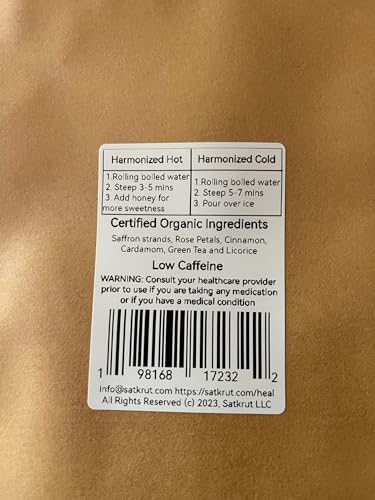 Harmonized Hot
1.Rolling boiled water
2. Steep 3-5 mins
3. Add honey for
more sweetness
Harmonized Cold
1.Rolling boiled water
2. Steep 5-7 mins
3. Pour over ice
Certified Organic Ingredients
Saffron strands, Rose Petals, Cinnamon,
Cardamom, Green Tea and Licorice
Low Caffeine
WARNING: Consult your healthcare provider
prior to use if you are taking any medication
or if you have a medical condition
1 98168 17232 2
info@satkrut.com https://satkrut.com/heal
All Rights Reserved (c) 2023, Satkrut LLC